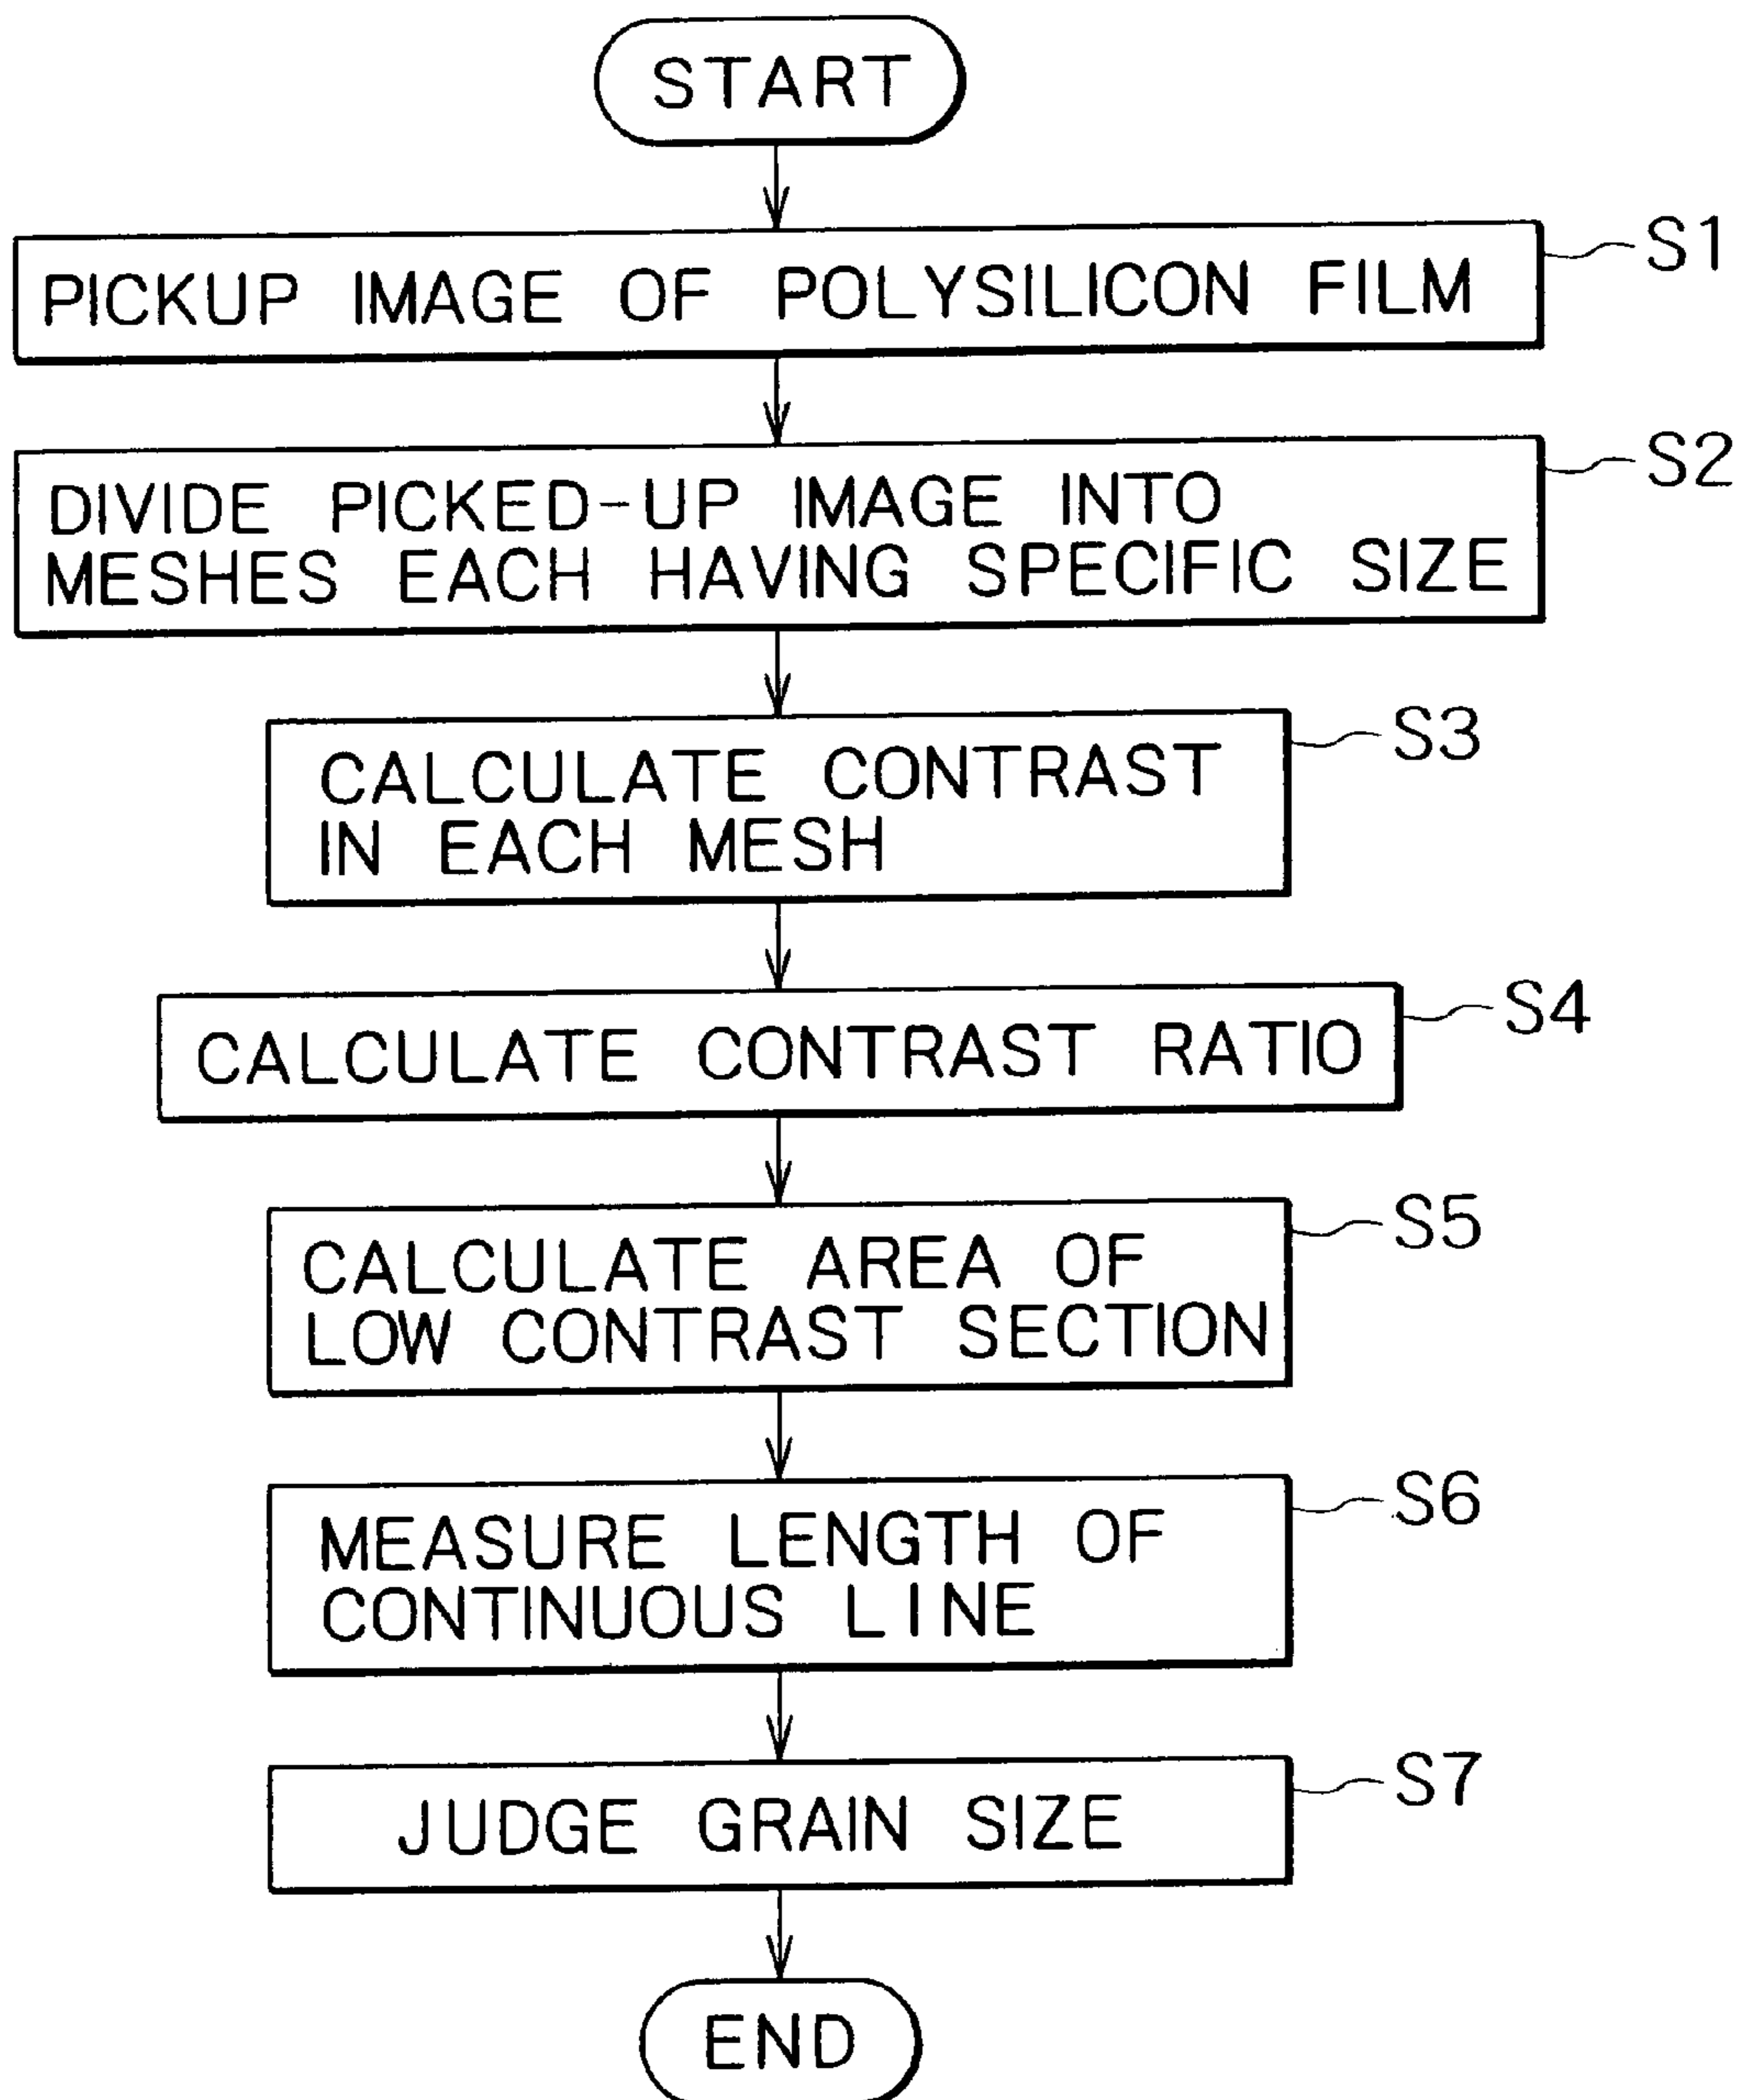 START
PICKUP IMAGE OF POLYSILICON FILM
S1
DIVIDE PICKED-UP IMAGE INTO
MESHES EACH HAVING SPECIFIC SIZE
S2
CALCULATE CONTRAST
IN EACH MESH
S3
CALCULATE CONTRAST RATIO
S4
CALCULATE AREA OF
LOW CONTRAST SECTION
S5
MEASURE LENGTH OF
CONTINUOUS LINE
S6
JUDGE GRAIN SIZE
S7
END